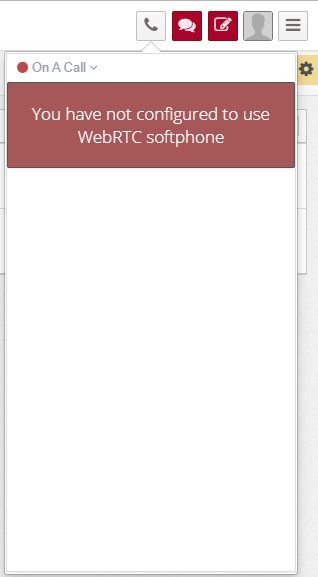 On A Call
You have not configured to use
WebRTC softphone